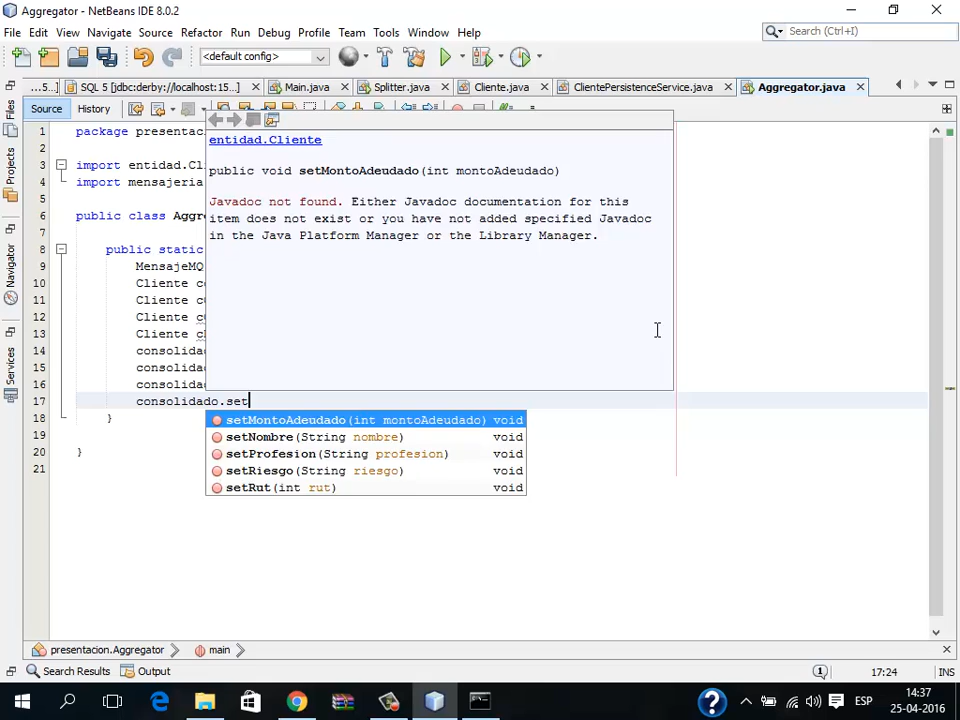 Aggregator - NetBeans IDE 8.0.2
File Edit View Navigate Source Refactor Run Debug Profile Team Tools Window Help
Search (Ctrl+I)
<default config>
...5...] SQL 5 [jdbc:derby://localhost:15...] Main.java Splitter.java Cliente.java ClientePersistenceService.java Aggregator.java
Source History
Files
Projects
Navigator
Services
entidad.Cliente
public void setMontoAdeudado(int montoAdeudado)
Javadoc not found. Either Javadoc documentation for this
item does not exist or you have not added specified Javadoc
in the Java Platform Manager or the Library Manager.
1 package presentac
2
3 import entidad.Cl
4 import mensajeria
5
6 public class Aggr
7
8 public static
9 MensajeMQ
10 Cliente co
11 Cliente c
12 Cliente c
13 Cliente c
14 consolida
15 consolida
16 consolida
17 consolidado.set
18 }
19
20 }
21
setMontoAdeudado(int montoAdeudado) void
setNombre(String nombre) void
setProfesion(String profesion) void
setRiesgo(String riesgo) void
setRut(int rut) void
presentacion.Aggregator main
Search Results Output
1 17:24 INS
ESP
14:37
25-04-2016